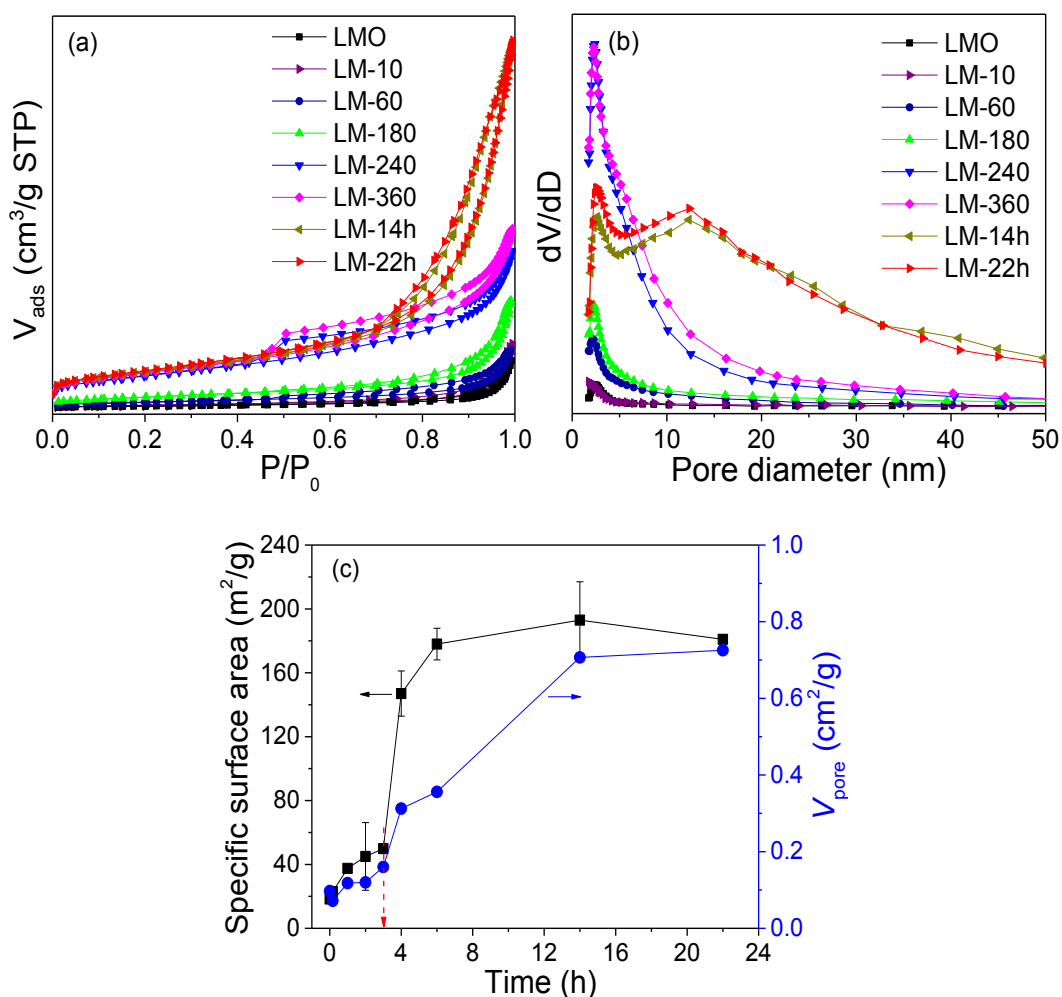 (a)
LMO
LM-10
LM-60
LM-180
LM-240
LM-360
LM-14h
LM-22h
V_ads (cm³/g STP)
0.0 0.2 0.4 0.6 0.8 1.0
P/P₀
(b)
LMO
LM-10
LM-60
LM-180
LM-240
LM-360
LM-14h
LM-22h
dV/dD
0 10 20 30 40 50
Pore diameter (nm)
(c)
Specific surface area (m²/g)
240
200
160
120
80
40
0
1.0
0.8
0.6
0.4
0.2
0.0
V_pore (cm²/g)
0 4 8 12 16 20 24
Time (h)